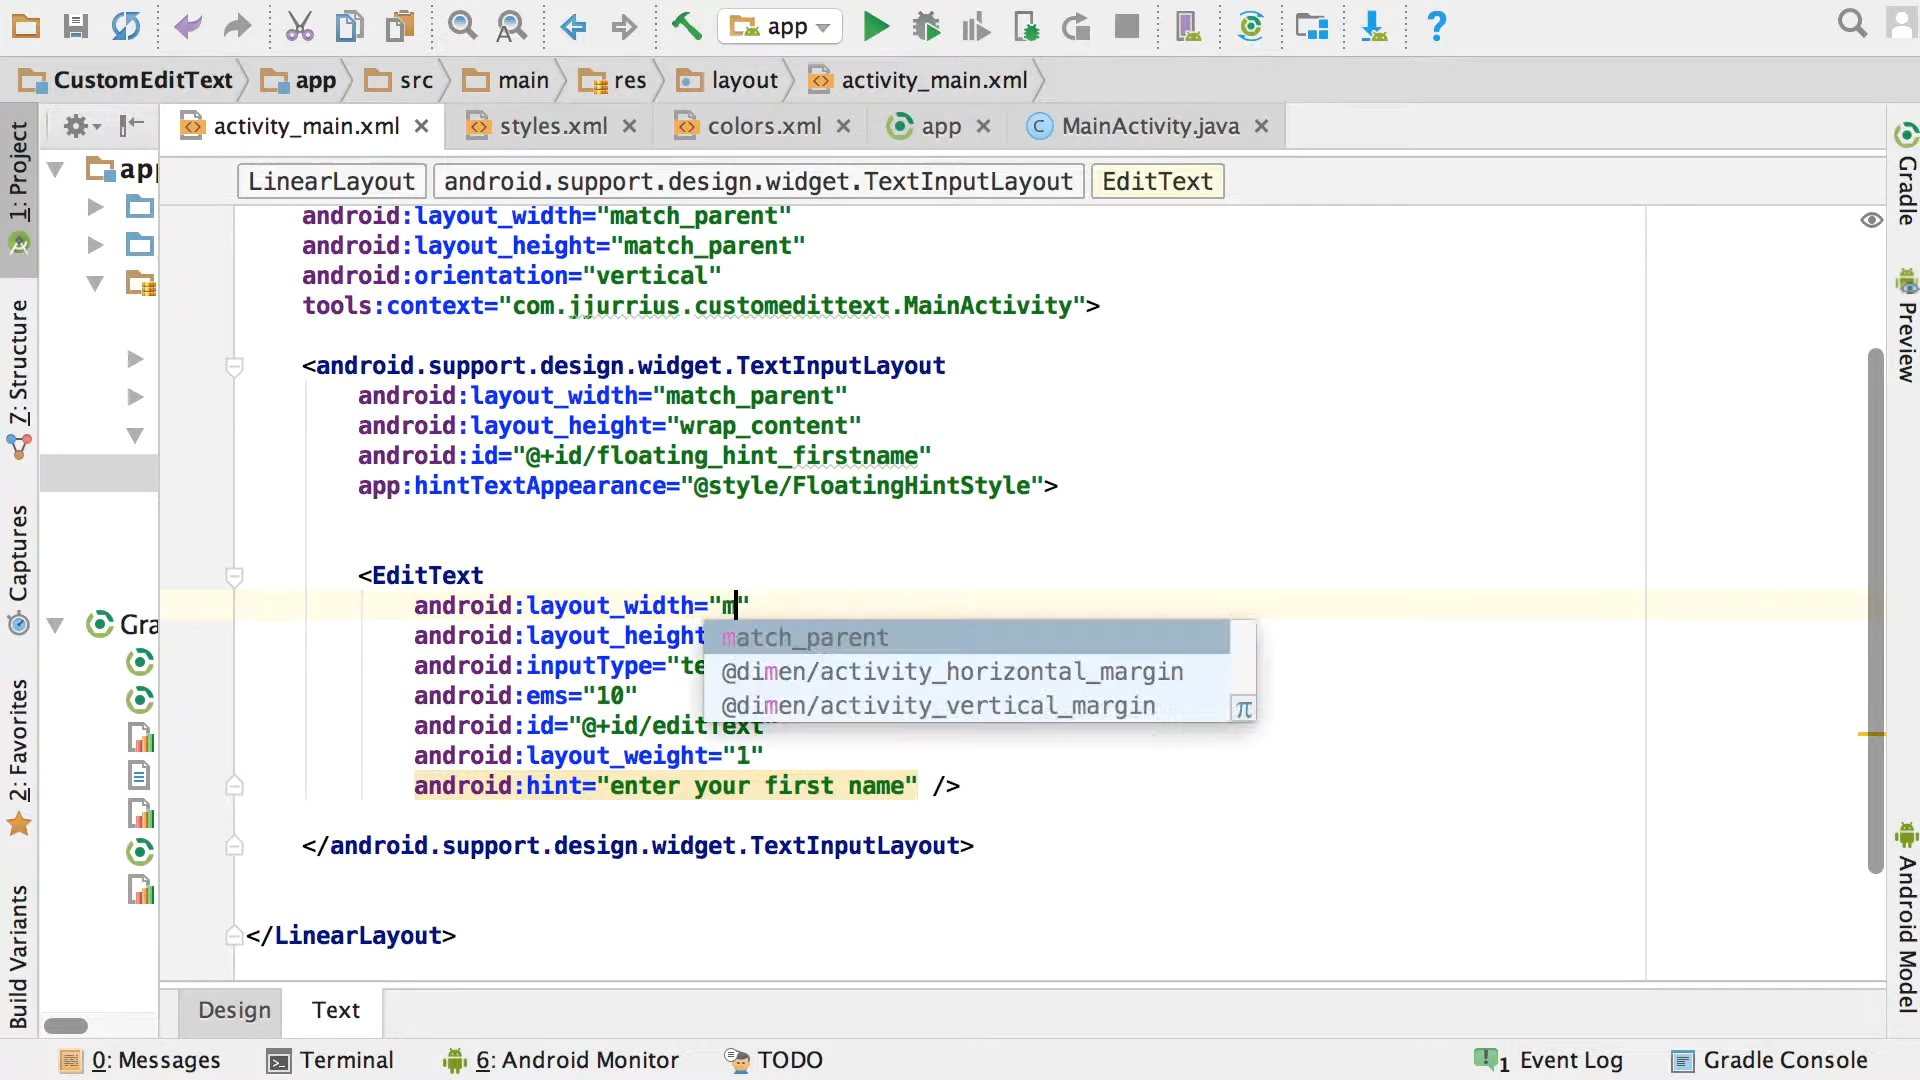 app
CustomEditText app src main res layout activity_main.xml
activity_main.xml styles.xml colors.xml app MainActivity.java
LinearLayout android.support.design.widget.TextInputLayout EditText
android:layout_width="match_parent"
android:layout_height="match_parent"
android:orientation="vertical"
tools:context="com.jjurrius.customedittext.MainActivity">
<android.support.design.widget.TextInputLayout
android:layout_width="match_parent"
android:layout_height="wrap_content"
android:id="@+id/floating_hint_firstname"
app:hintTextAppearance="@style/FloatingHintStyle">
<EditText
android:layout_width="m"
android:layout_height
android:inputType="te
android:ems="10"
android:id="@+id/editText"
android:layout_weight="1"
android:hint="enter your first name" />
</android.support.design.widget.TextInputLayout>
</LinearLayout>
match_parent
@dimen/activity_horizontal_margin
@dimen/activity_vertical_margin
π
app
Gra
1: Project
7: Structure
Captures
2: Favorites
Build Variants
Gradle
Preview
Android Model
Design Text
0: Messages Terminal 6: Android Monitor TODO 1 Event Log Gradle Console